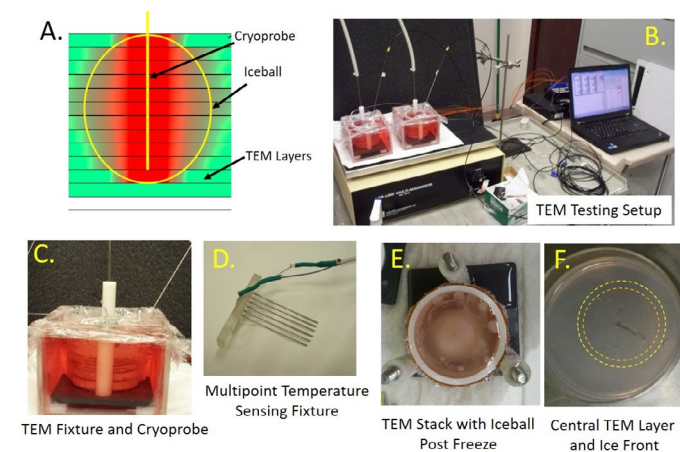 A.
Cryoprobe
Iceball
TEM Layers
B.
TEM Testing Setup
C.
TEM Fixture and Cryoprobe
D.
Multipoint Temperature
Sensing Fixture
E.
TEM Stack with Iceball
Post Freeze
F.
Central TEM Layer
and Ice Front